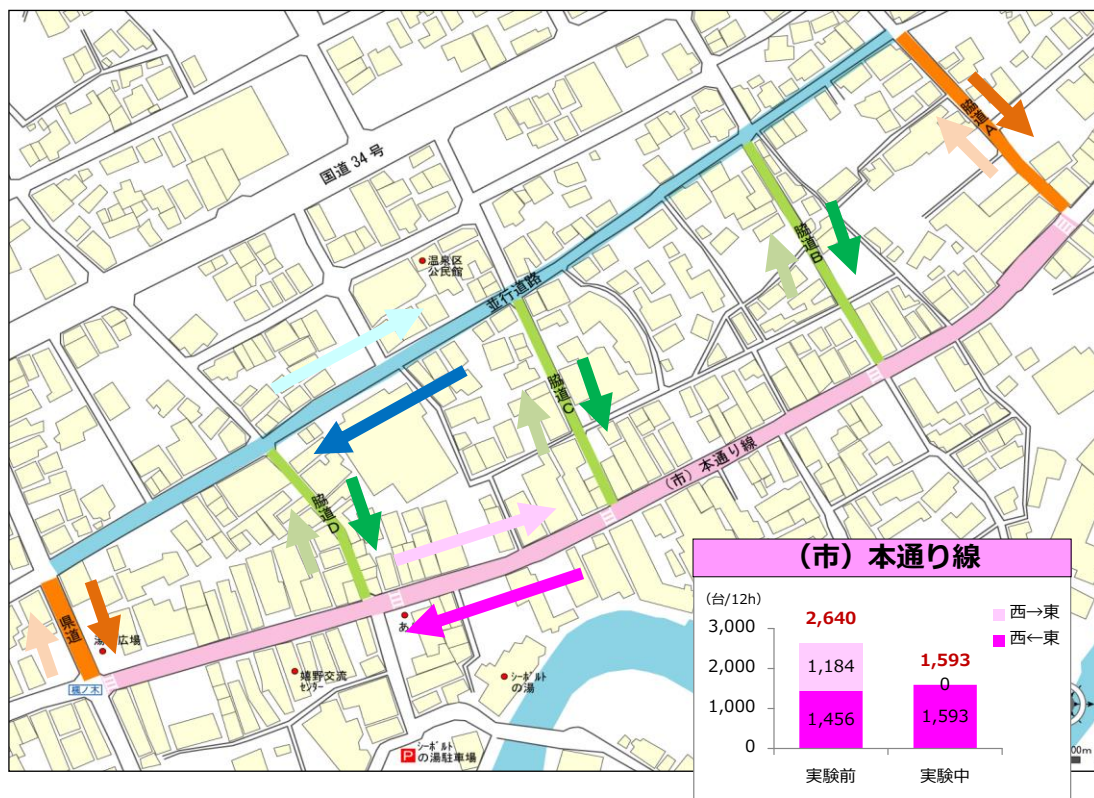 国道34号
脇道A
脇道B
温泉区
公民館
並行道路
脇道C
(市)本通り線
脇道D
県道
広場
楓ノ木
あし
嬉野交流
センター
シーボルト
の湯
P
シーボルト
の湯駐車場
(市)本通り線
(台/12h)
3,000
2,000
1,000
0
2,640
1,184
1,456
1,593
0
1,593
西→東
西←東
実験前
実験中
00m